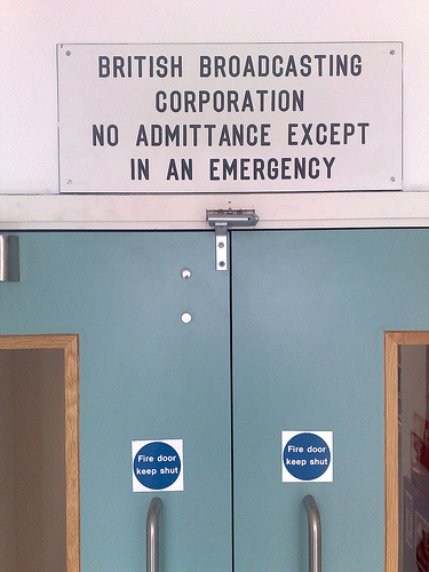 BRITISH BROADCASTING
CORPORATION
NO ADMITTANCE EXCEPT
IN AN EMERGENCY
Fire door
keep shut
Fire door
keep shut